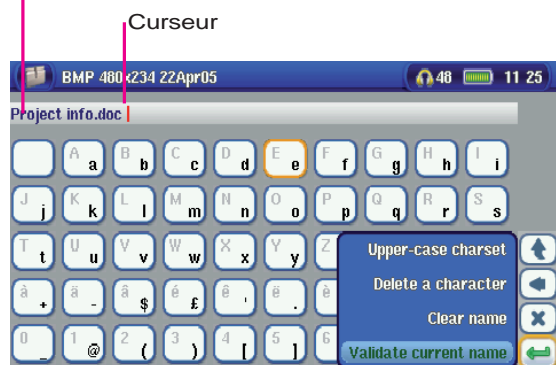 Curseur
BMP 480x234 22Apr05 48 11 25
Project info.doc
A a B b C c D d E e F f G g H h I i
J j K k L l M m N n O o P p Q q R r S s
T t U u V v W w X x Y y Z Upper-case charset
à + ä - â $ é £ ê ' ë . è Delete a character
Clear name
0 _ 1 @ 2 ( 3 ) 4 [ 5 ] 6 Validate current name